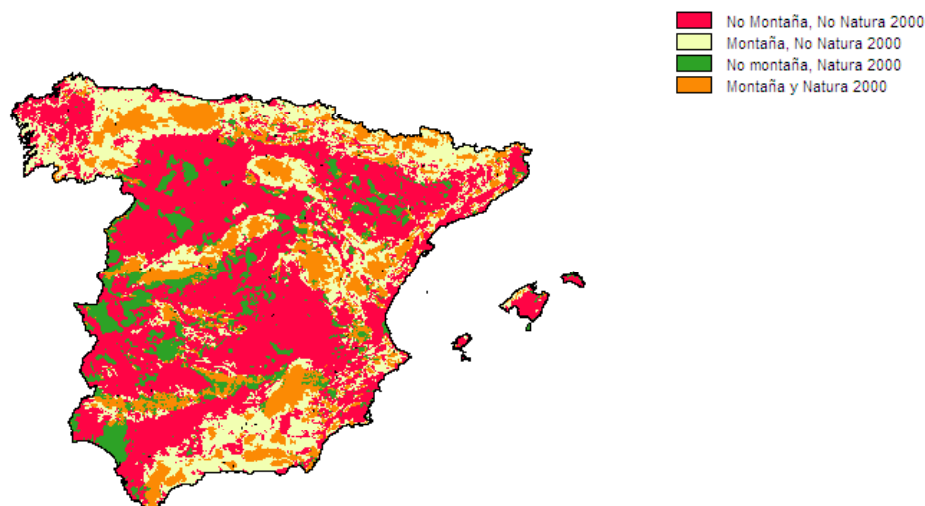 No Montaña, No Natura 2000
Montaña, No Natura 2000
No montaña, Natura 2000
Montaña y Natura 2000